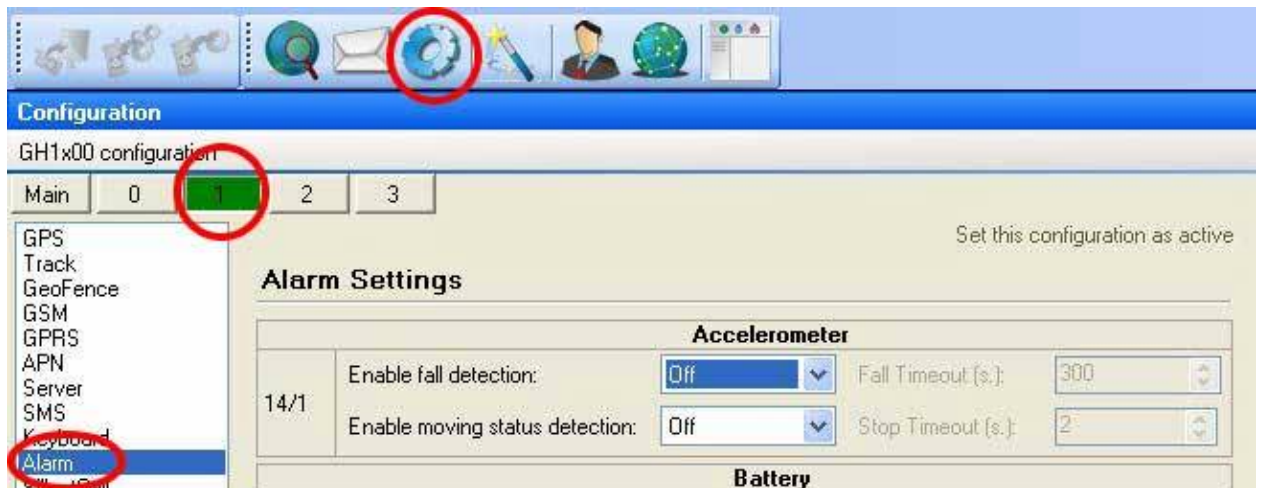 Configuration
GH1x00 configuration
Main 0 1 2 3
Set this configuration as active
GPS
Track
GeoFence
GSM
GPRS
APN
Server
SMS
Keyboard
Alarm
Alarm Settings
Accelerometer
14/1
Enable fall detection: Off Fall Timeout (s.): 300
Enable moving status detection: Off Stop Timeout (s.): 2
Battery